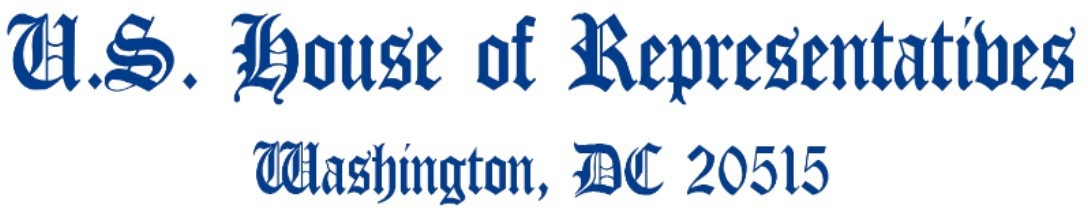 U.S. House of Representatives
Washington, DC 20515